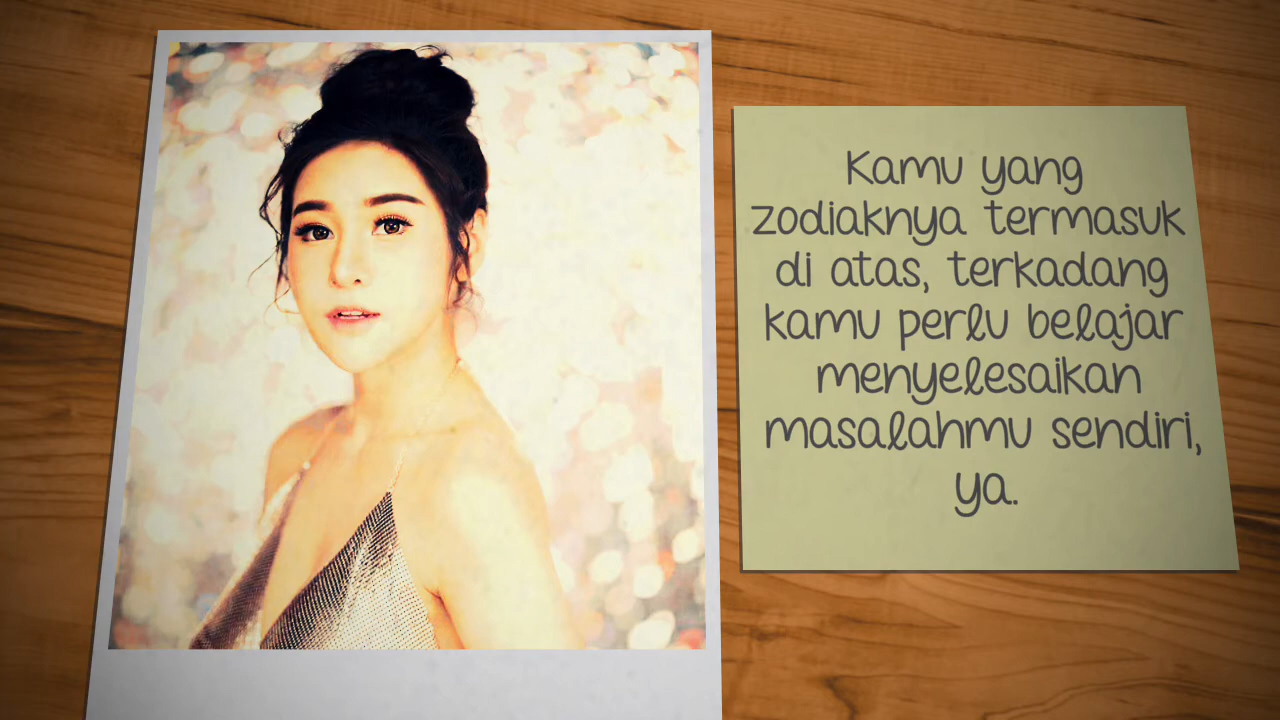 Kamu yang
zodiaknya termasuk
di atas, terkadang
kamu perlu belajar
menyelesaikan
masalahmu sendiri,
ya.